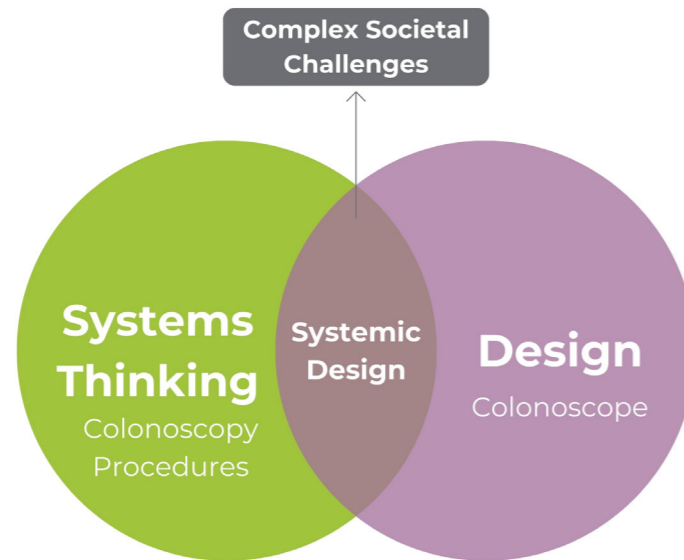 Complex Societal
Challenges
Systems
Thinking
Colonoscopy
Procedures
Systemic
Design
Design
Colonoscope